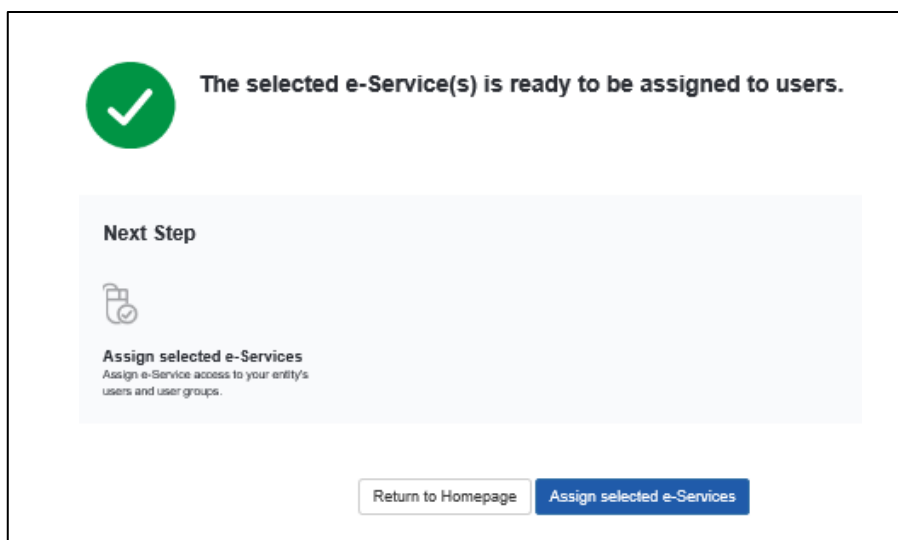 The selected e-Service(s) is ready to be assigned to users.
Next Step
Assign selected e-Services
Assign e-Service access to your entity's
users and user groups.
Return to Homepage
Assign selected e-Services